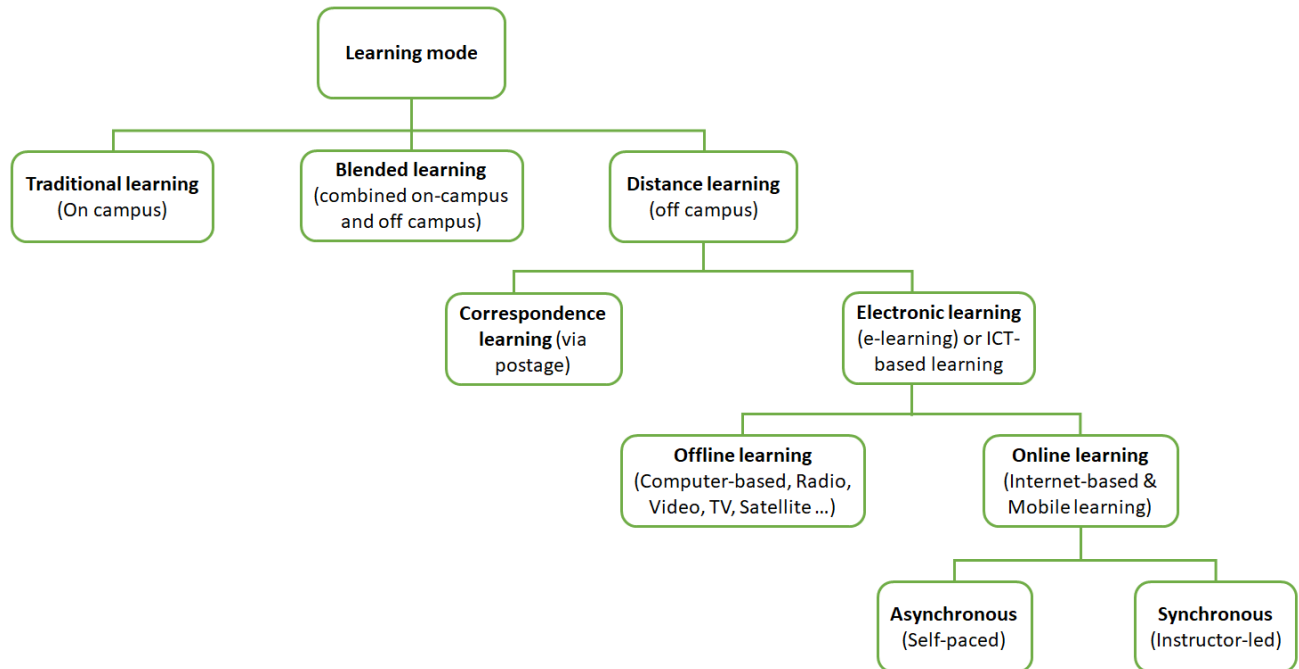 Learning mode
Traditional learning
(On campus)
Blended learning
(combined on-campus
and off campus)
Distance learning
(off campus)
Correspondence
learning (via
postage)
Electronic learning
(e-learning) or ICT-
based learning
Offline learning
(Computer-based, Radio,
Video, TV, Satellite ...)
Online learning
(Internet-based &
Mobile learning)
Asynchronous
(Self-paced)
Synchronous
(Instructor-led)